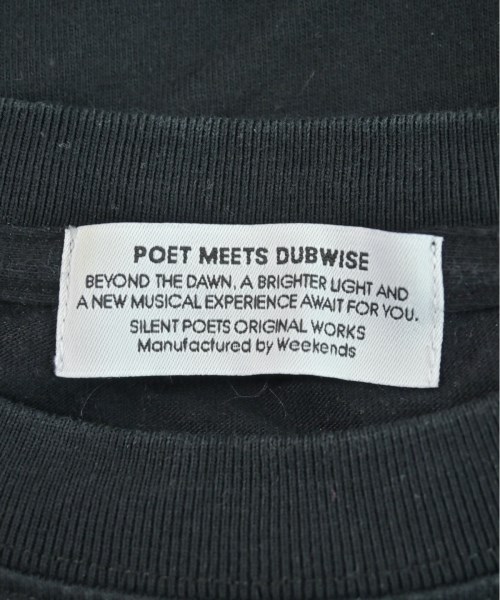 POET MEETS DUBWISE
BEYOND THE DAWN, A BRIGHTER LIGHT AND
A NEW MUSICAL EXPERIENCE AWAIT FOR YOU.
SILENT POETS ORIGINAL WORKS
Manufactured by Weekends